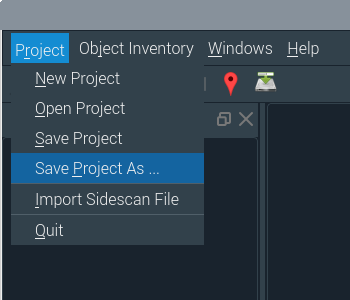 Project Object Inventory Windows Help
New Project
Open Project
Save Project
Save Project As ...
Import Sidescan File
Quit